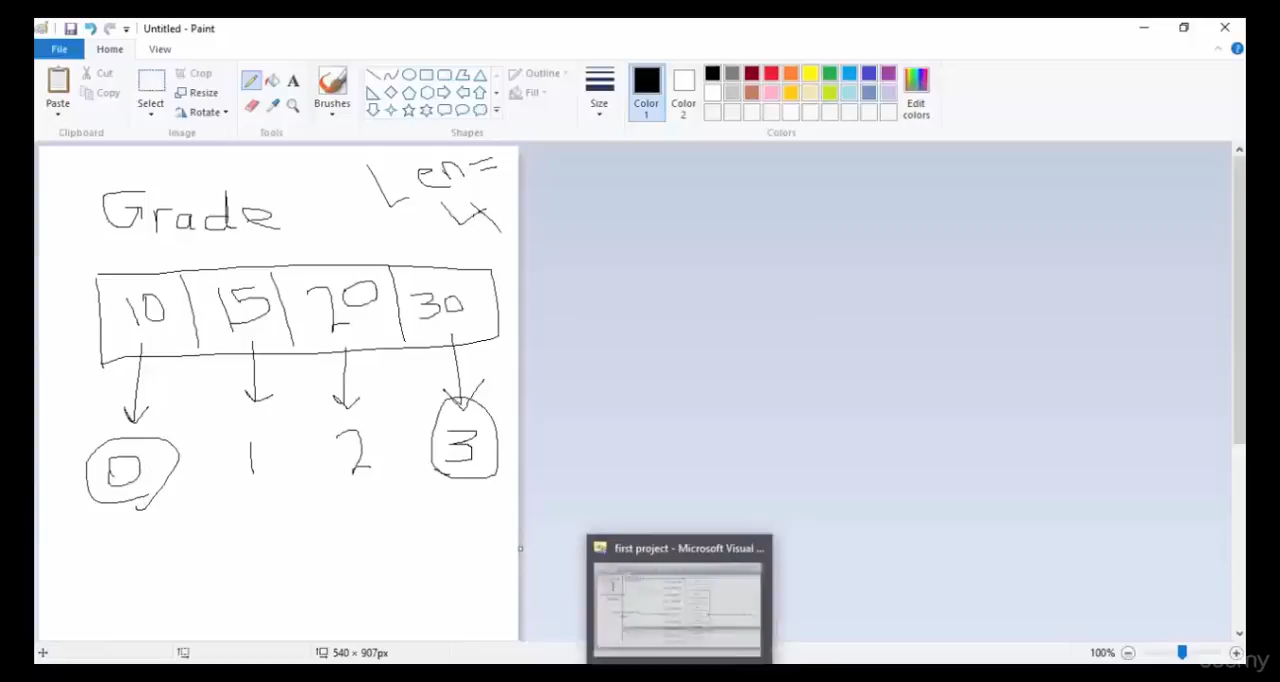 Untitled - Paint
File Home View
Paste
Cut
Copy
Clipboard
Select
Crop
Resize
Rotate
Image
Tools
Brushes
Shapes
Outline
Fill
Size
Color 1
Color 2
Edit colors
Colors
Len=
Grade
10 15 20 30
0 1 2 3
first project - Microsoft Visual ...
540 × 907px
100%